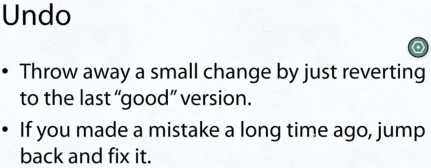 Undo
• Throw away a small change by just reverting
to the last “good” version.
• If you made a mistake a long time ago, jump
back and fix it.